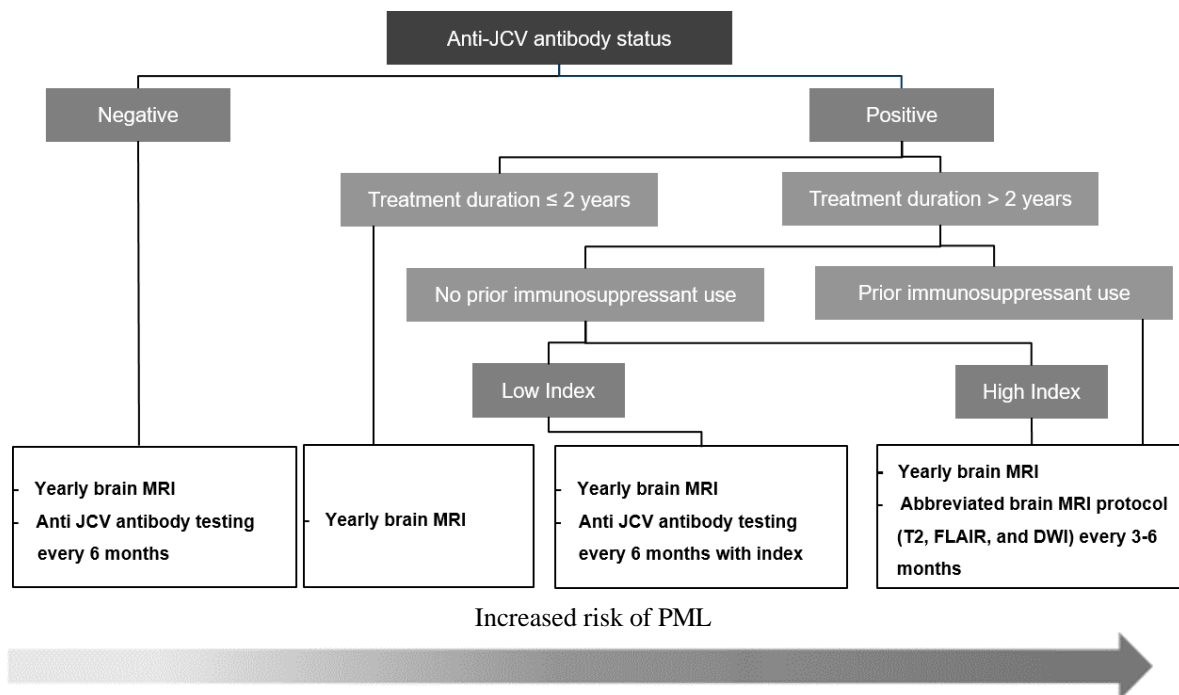 Anti-JCV antibody status
Negative
Positive
Treatment duration ≤ 2 years
Treatment duration > 2 years
No prior immunosuppressant use
Prior immunosuppressant use
Low Index
High Index
- Yearly brain MRI
- Anti JCV antibody testing
every 6 months
- Yearly brain MRI
- Yearly brain MRI
- Anti JCV antibody testing
every 6 months with index
- Yearly brain MRI
- Abbreviated brain MRI protocol
(T2, FLAIR, and DWI) every 3-6
months
Increased risk of PML